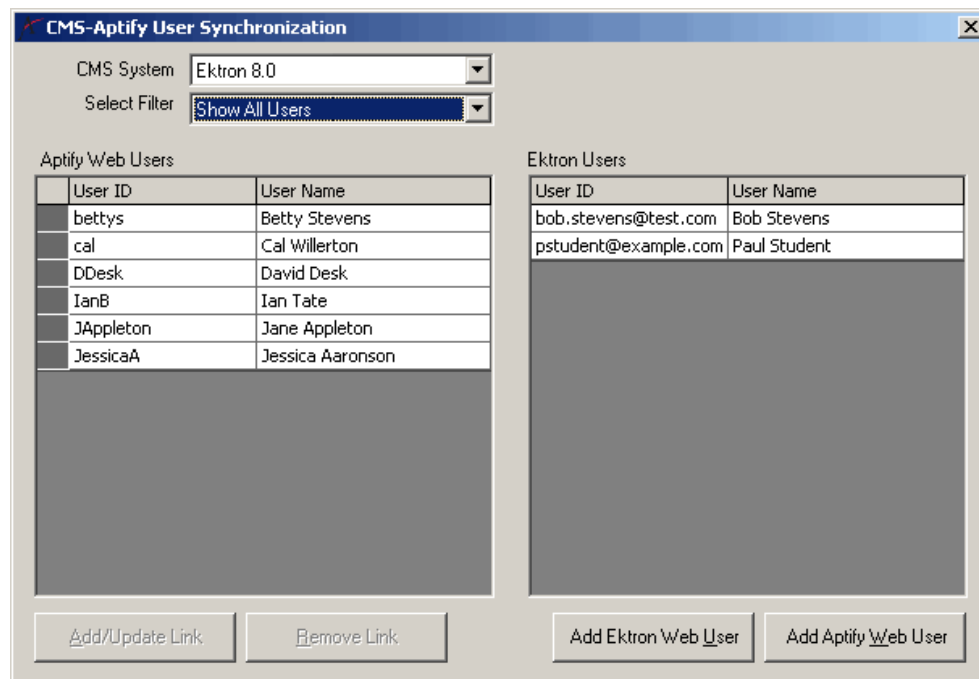 CMS-Aptify User Synchronization
CMS System Ektron 8.0
Select Filter Show All Users
Aptify Web Users
User ID User Name
bettys Betty Stevens
cal Cal Willerton
DDesk David Desk
IanB Ian Tate
JAppleton Jane Appleton
JessicaA Jessica Aaronson
Ektron Users
User ID User Name
bob.stevens@test.com Bob Stevens
pstudent@example.com Paul Student
Add/Update Link Remove Link Add Ektron Web User Add Aptify Web User